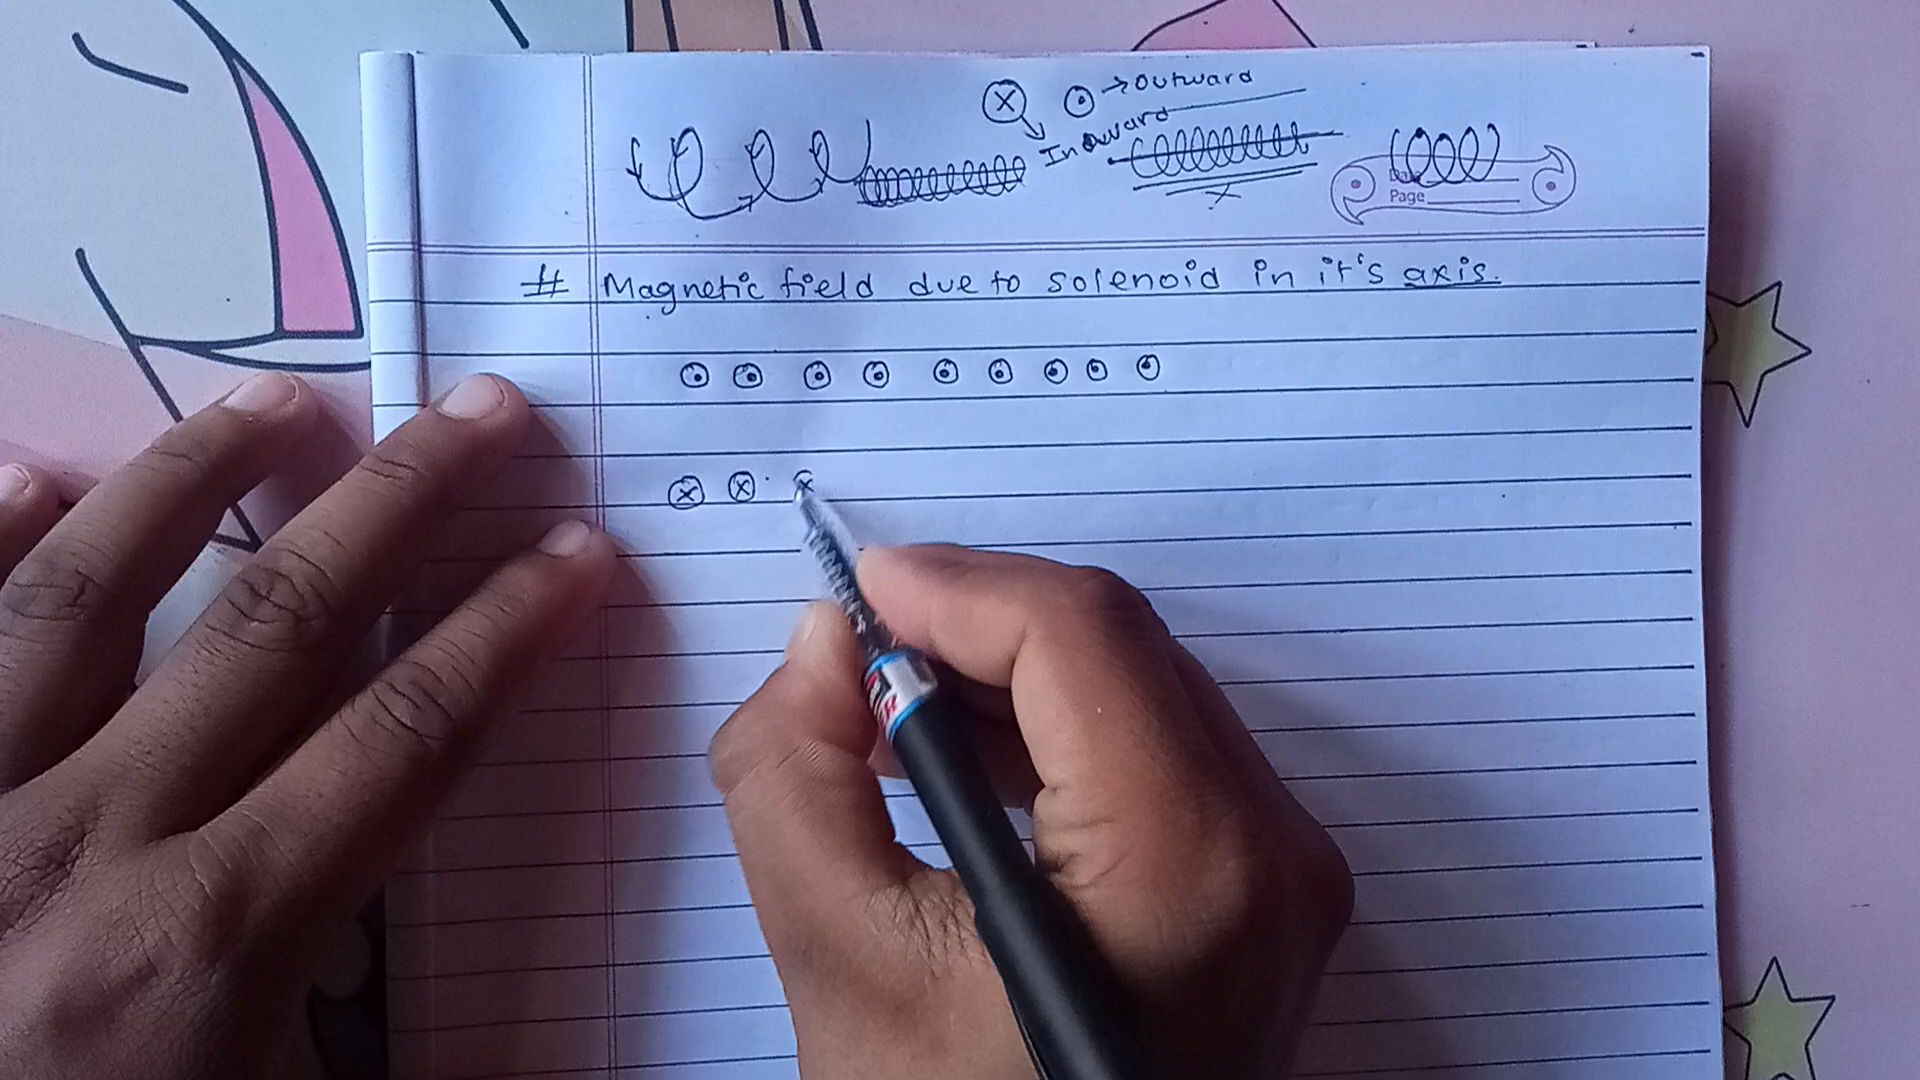 → Outward
Inward
Date
Page
# Magnetic field due to solenoid in it's axis.